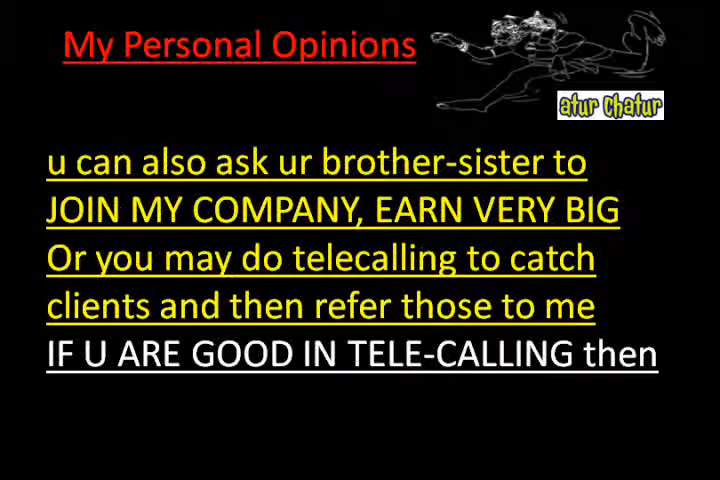 My Personal Opinions
atur chatur
u can also ask ur brother-sister to
JOIN MY COMPANY, EARN VERY BIG
Or you may do telecalling to catch
clients and then refer those to me
IF U ARE GOOD IN TELE-CALLING then